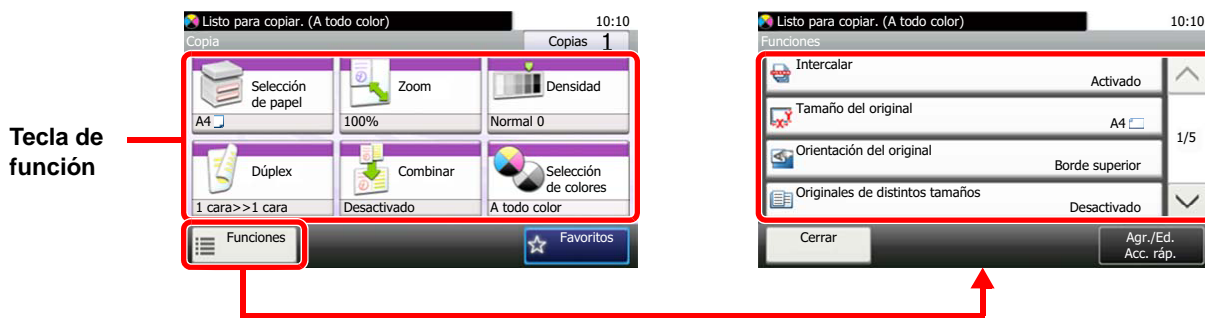 Listo para copiar. (A todo color) 10:10
Copia Copias 1
Selección
de papel
A4
Zoom
100%
Densidad
Normal 0
Tecla de
función
Dúplex
1 cara>>1 cara
Combinar
Desactivado
Selección
de colores
A todo color
Funciones
Favoritos
Listo para copiar. (A todo color) 10:10
Funciones
Intercalar
Activado
Tamaño del original
A4
1/5
Orientación del original
Borde superior
Originales de distintos tamaños
Desactivado
Cerrar
Agr./Ed.
Acc. ráp.